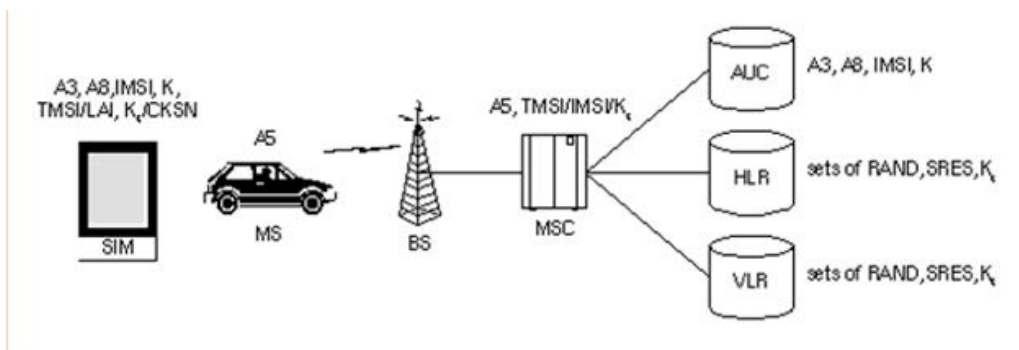 A3, A8,IMSI, K,
TMSI/LAI, Kc/CKSN
SIM
A5
MS
BS
A5, TMSI/IMSI/Kc
MSC
AUC
A3, A8, IMSI, K
HLR
sets of RAND,SRES,Kc
VLR
sets of RAND,SRES,Kc